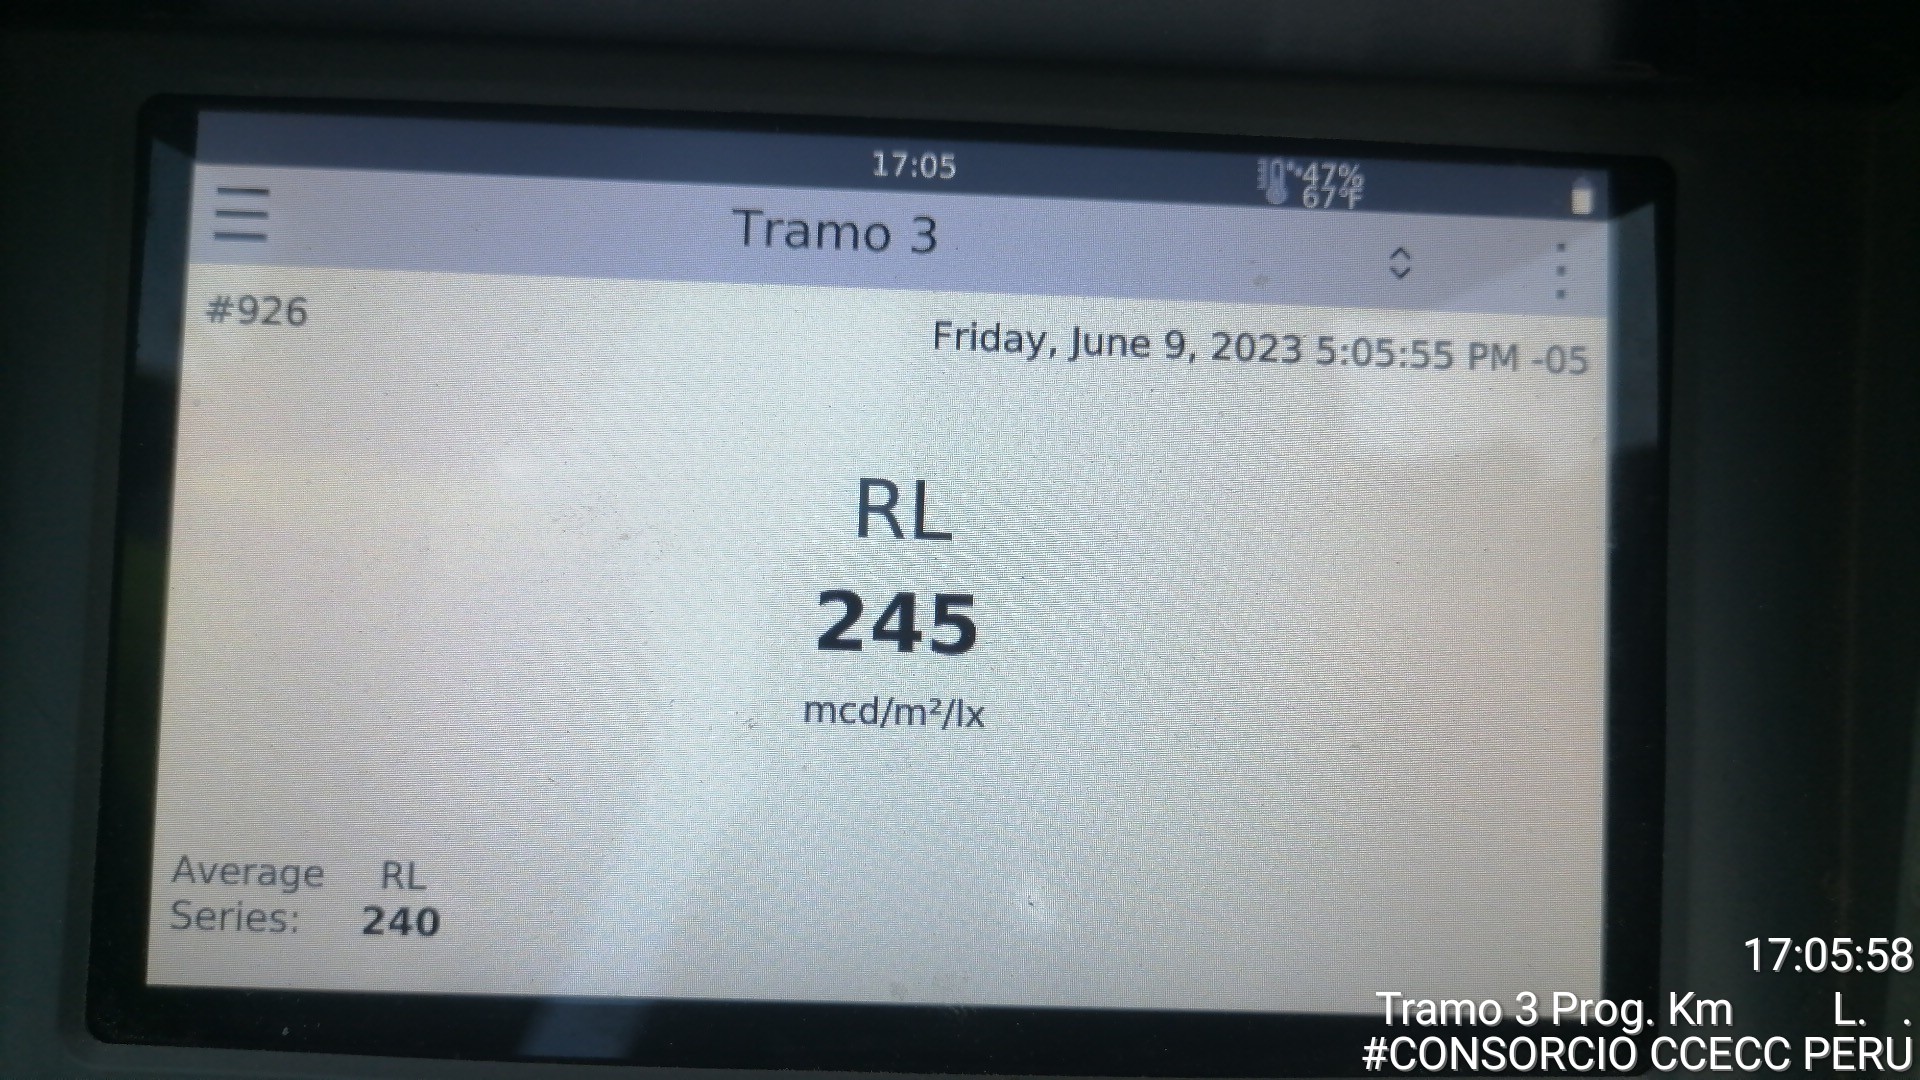 17:05
47%
67°F
Tramo 3
#926
Friday, June 9, 2023 5:05:55 PM -05
RL
245
mcd/m²/lx
Average RL
Series: 240
17:05:58
Tramo 3 Prog. Km L. .
#CONSORCIO CCECC PERU